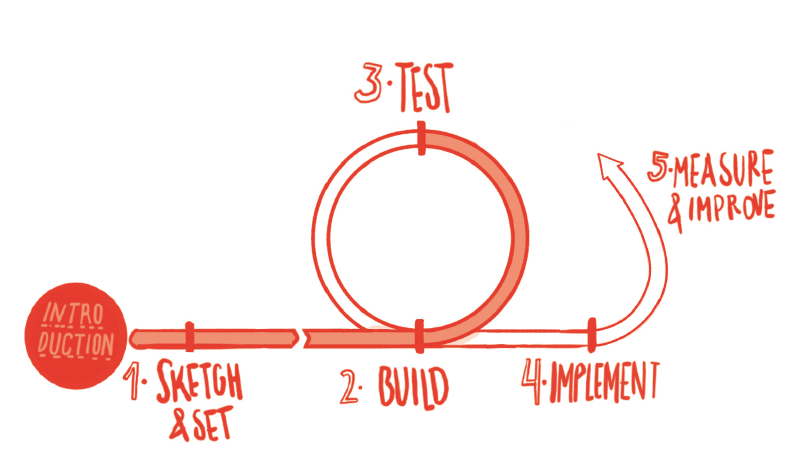 INTRO
DUCTION
1. SKETCH
& SET
2. BUILD
3. TEST
4. IMPLEMENT
5. MEASURE
& IMPROVE